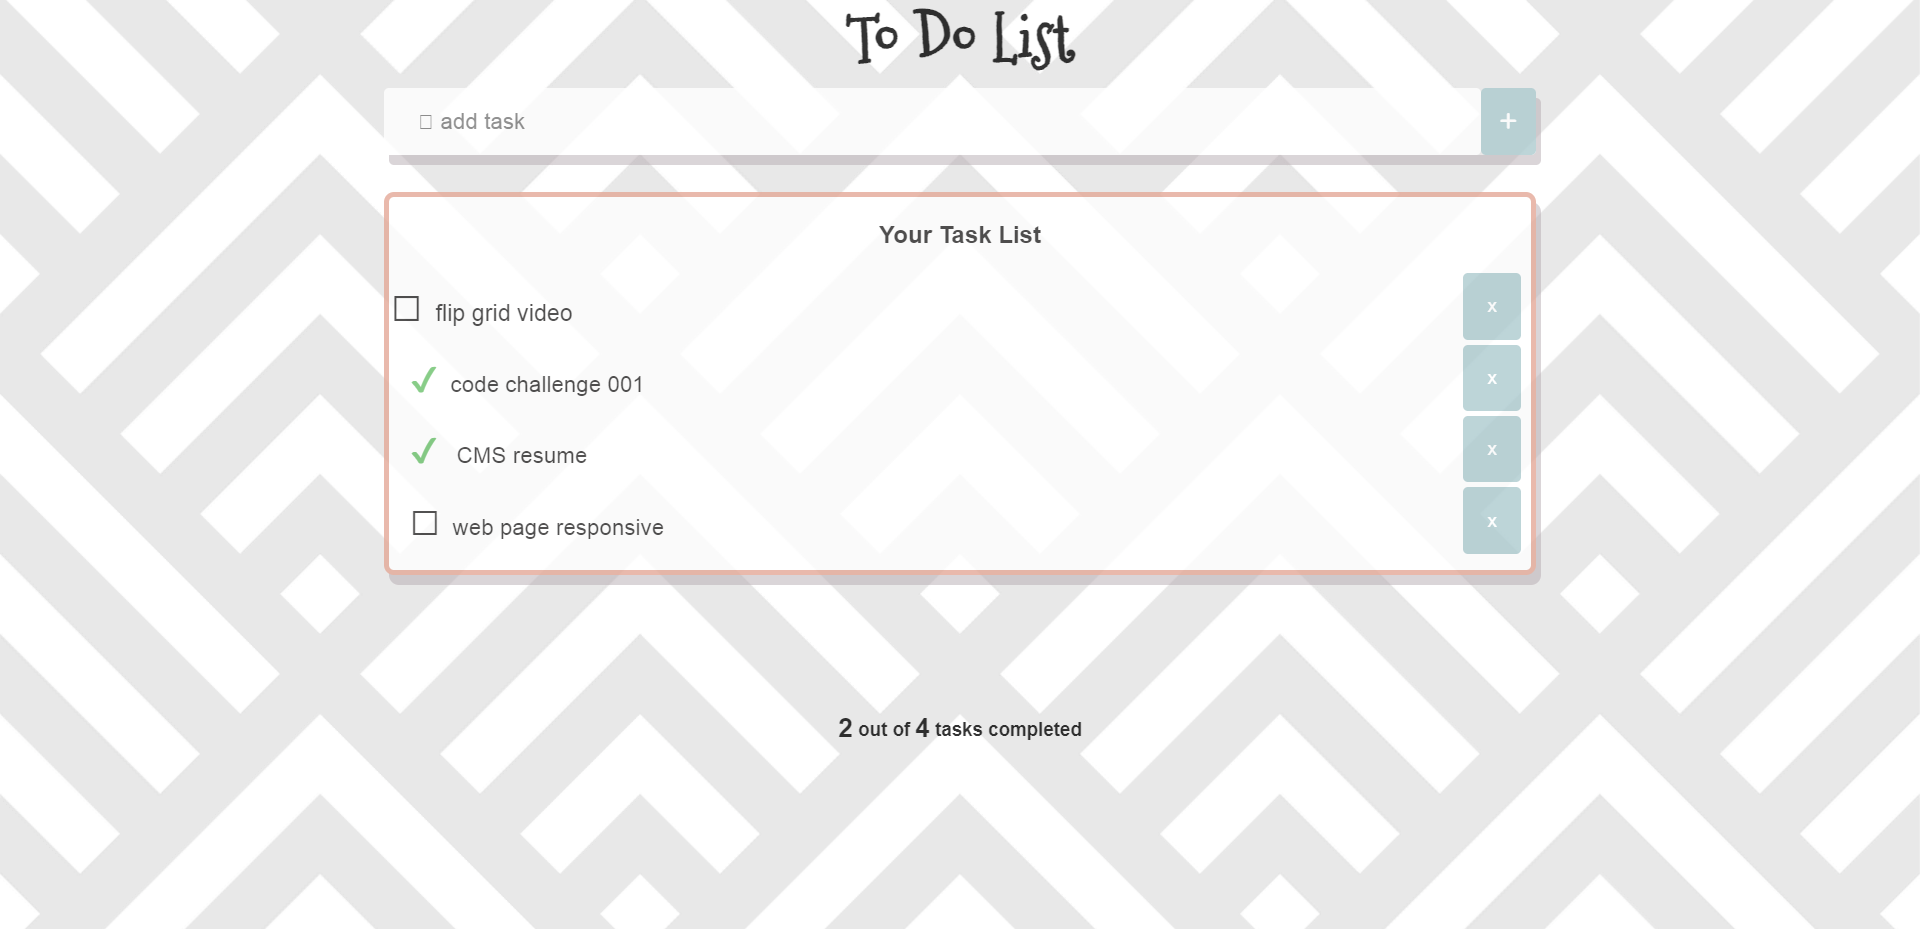 To Do List
add task +
Your Task List
flip grid video x
code challenge 001 x
CMS resume x
web page responsive x
2 out of 4 tasks completed